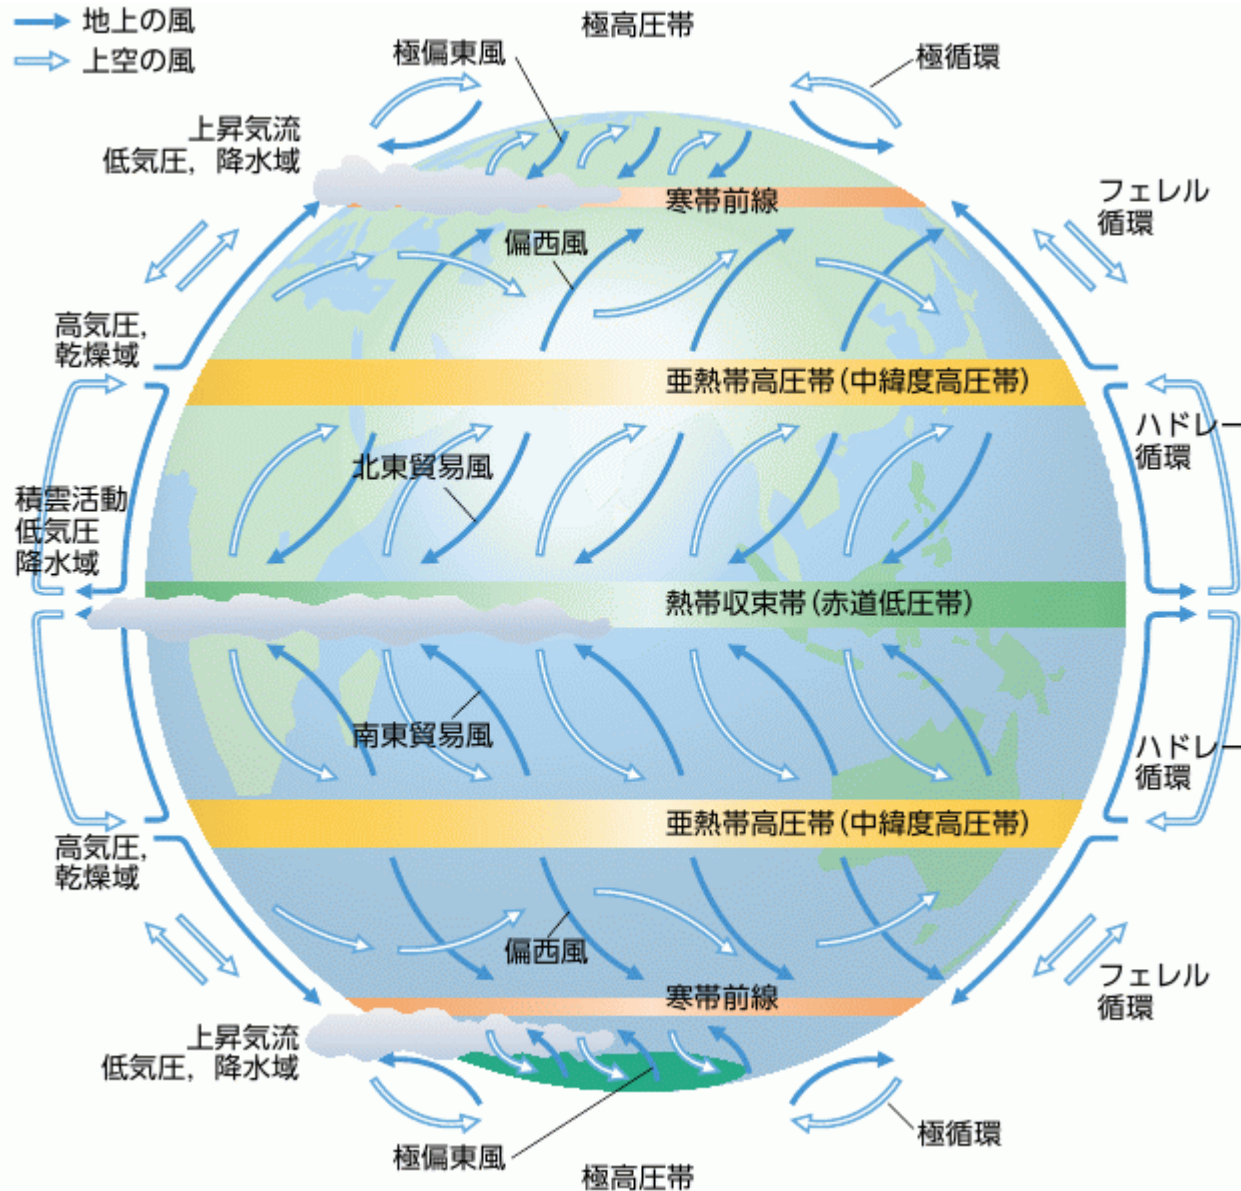 地上の風
上空の風
極高圧帯
極偏東風
極循環
上昇気流
低気圧，降水域
寒帯前線
フェレル
循環
偏西風
高気圧，
乾燥域
亜熱帯高圧帯（中緯度高圧帯）
ハドレー
循環
北東貿易風
積雲活動
低気圧
降水域
熱帯収束帯（赤道低圧帯）
南東貿易風
ハドレー
循環
亜熱帯高圧帯（中緯度高圧帯）
高気圧，
乾燥域
偏西風
フェレル
循環
寒帯前線
上昇気流
低気圧，降水域
極循環
極偏東風
極高圧帯